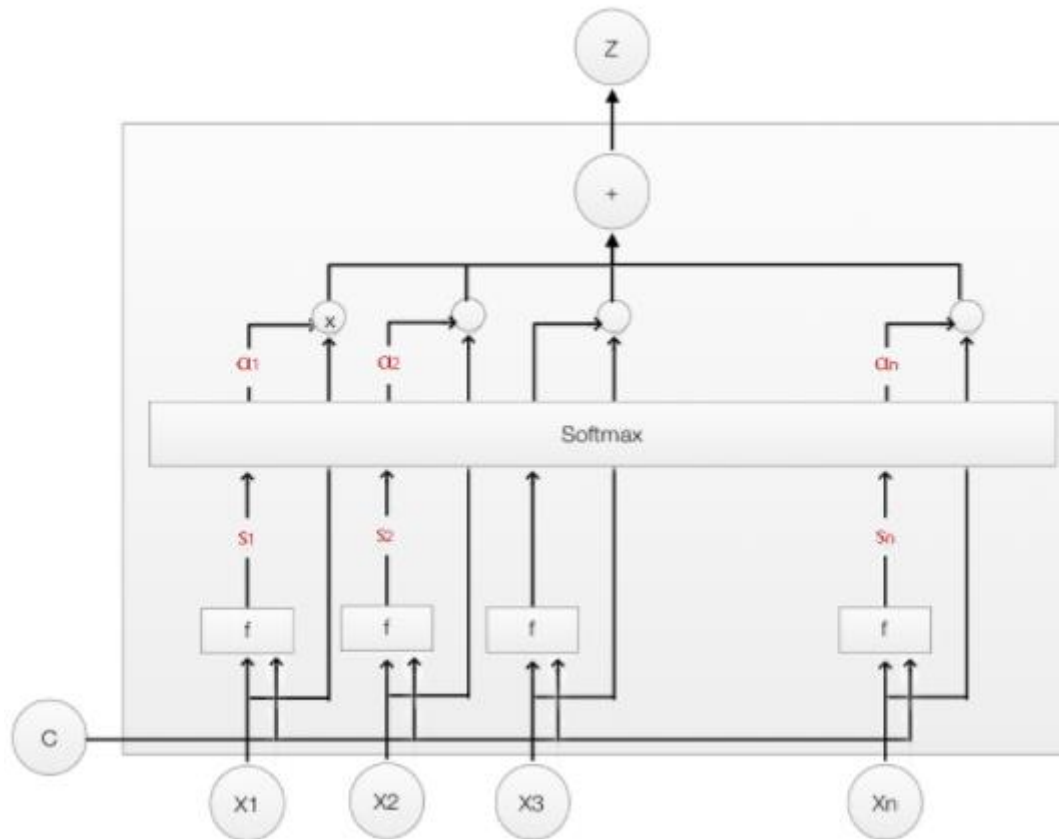 Z
+
x
α1 α2 αn
Softmax
s1 s2 sn
f f f f
C
X1 X2 X3 Xn